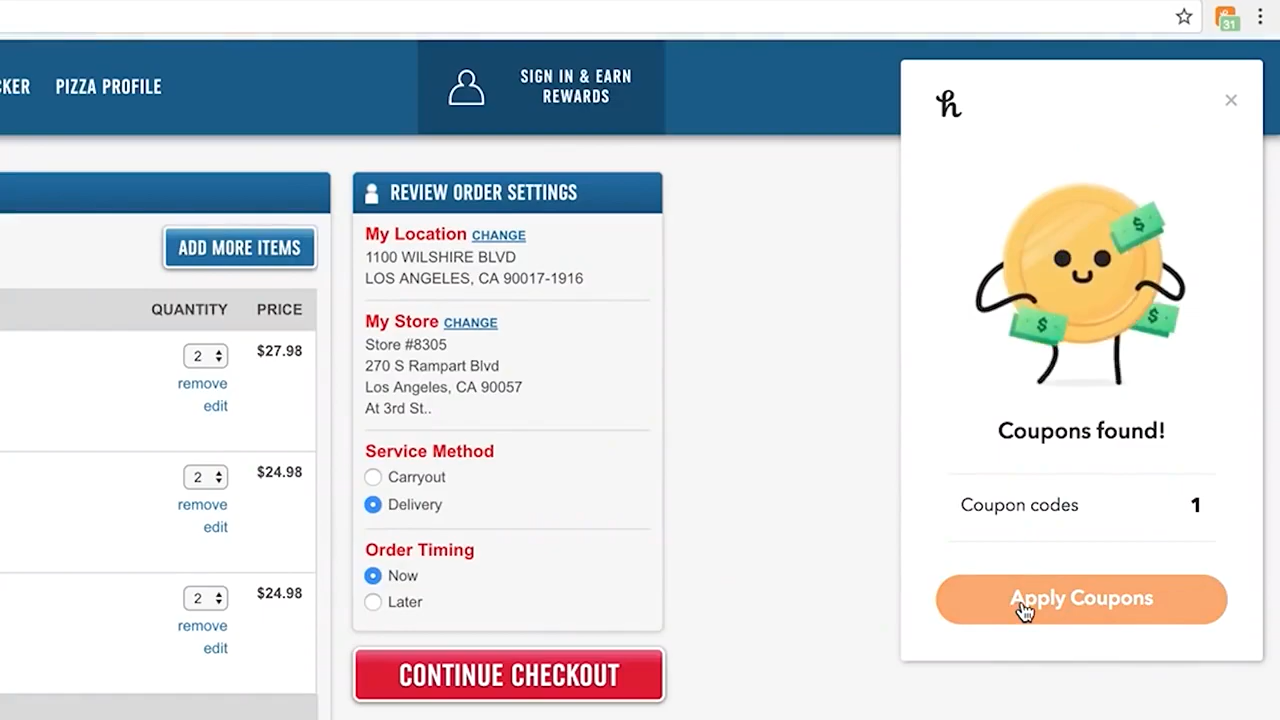 31
CKER
PIZZA PROFILE
SIGN IN & EARN
REWARDS
ADD MORE ITEMS
QUANTITY PRICE
2 $27.98
remove
edit
2 $24.98
remove
edit
2 $24.98
remove
edit
REVIEW ORDER SETTINGS
My Location CHANGE
1100 WILSHIRE BLVD
LOS ANGELES, CA 90017-1916
My Store CHANGE
Store #8305
270 S Rampart Blvd
Los Angeles, CA 90057
At 3rd St..
Service Method
Carryout
Delivery
Order Timing
Now
Later
CONTINUE CHECKOUT
h
$
$
$
Coupons found!
Coupon codes 1
Apply Coupons